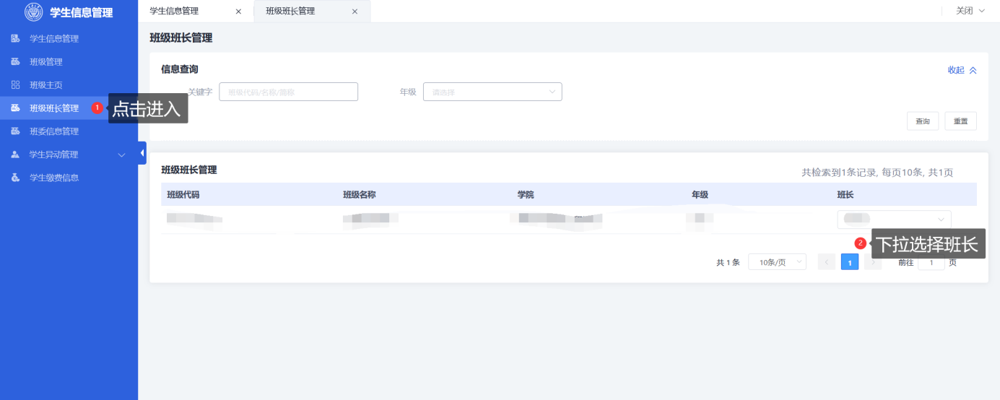 学生信息管理
学生信息管理
班级管理
班级主页
班级班长管理 1 点击进入
班委信息管理
学生异动管理
学生缴费信息
学生信息管理 × 班级班长管理 × 关闭
班级班长管理
信息查询 收起
关键字 班级代码/名称/简称 年级 请选择
查询 重置
班级班长管理 共检索到1条记录, 每页10条, 共1页
班级代码 班级名称 学院 年级 班长
2 下拉选择班长
共 1 条 10条/页 < 1 > 前往 1 页